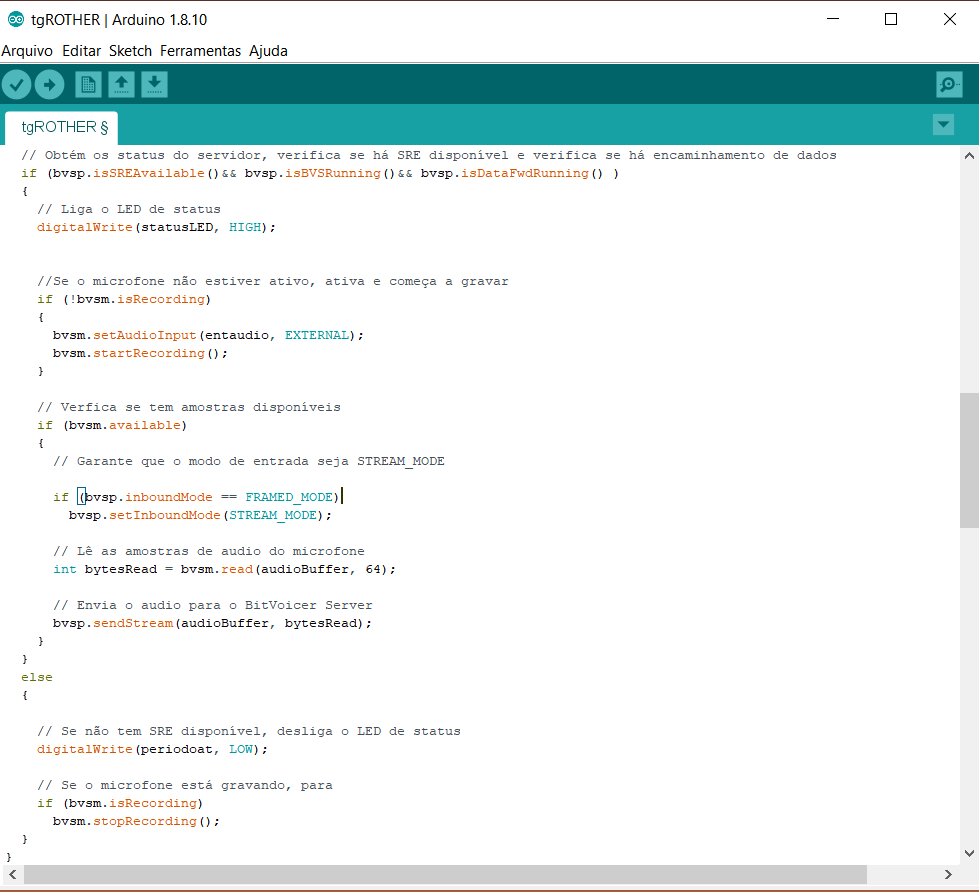 tgROTHER | Arduino 1.8.10
Arquivo Editar Sketch Ferramentas Ajuda
tgROTHER §
// Obtém os status do servidor, verifica se há SRE disponível e verifica se há encaminhamento de dados
if (bvsp.isSREAvailable()&& bvsp.isBVSRunning()&& bvsp.isDataFwdRunning() )
{
// Liga o LED de status
digitalWrite(statusLED, HIGH);
//Se o microfone não estiver ativo, ativa e começa a gravar
if (!bvsm.isRecording)
{
bvsm.setAudioInput(entaudio, EXTERNAL);
bvsm.startRecording();
}
// Verfica se tem amostras disponíveis
if (bvsm.available)
{
// Garante que o modo de entrada seja STREAM_MODE
if (bvsp.inboundMode == FRAMED_MODE)
bvsp.setInboundMode(STREAM_MODE);
// Lê as amostras de audio do microfone
int bytesRead = bvsm.read(audioBuffer, 64);
// Envia o audio para o BitVoicer Server
bvsp.sendStream(audioBuffer, bytesRead);
}
}
else
{
// Se não tem SRE disponível, desliga o LED de status
digitalWrite(periodoat, LOW);
// Se o microfone está gravando, para
if (bvsm.isRecording)
bvsm.stopRecording();
}
}